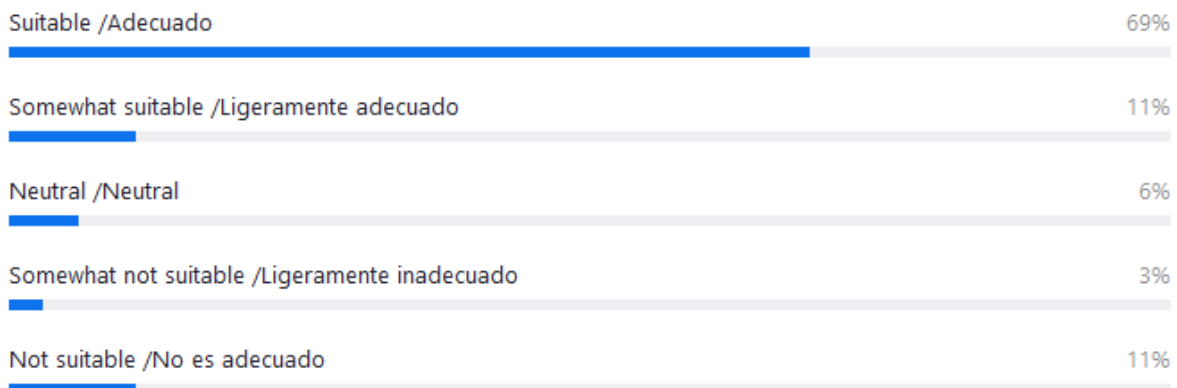 Suitable /Adecuado 69%
Somewhat suitable /Ligeramente adecuado 11%
Neutral /Neutral 6%
Somewhat not suitable /Ligeramente inadecuado 3%
Not suitable /No es adecuado 11%